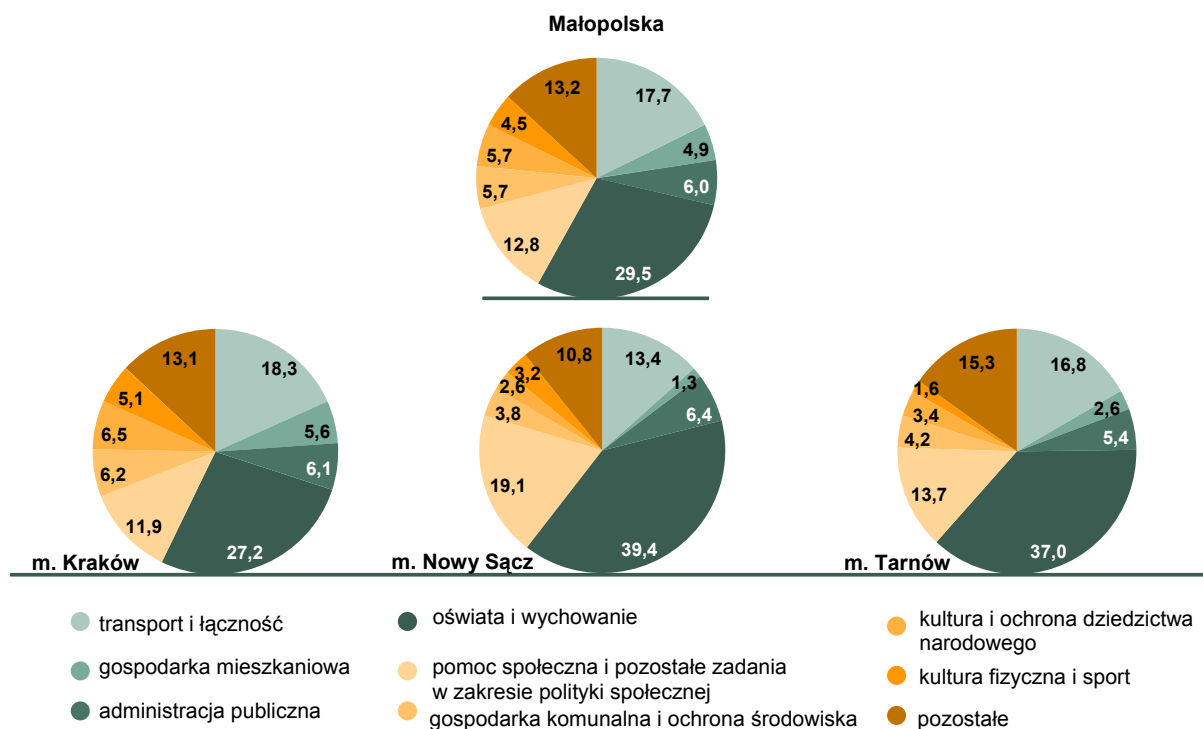 Małopolska
13,2
17,7
4,5
4,9
5,7
6,0
5,7
12,8
29,5
13,1
18,3
5,1
5,6
6,5
6,1
6,2
11,9
27,2
m. Kraków
10,8
13,4
3,2
1,3
2,6
6,4
3,8
19,1
39,4
m. Nowy Sącz
15,3
16,8
1,6
2,6
3,4
5,4
4,2
13,7
37,0
m. Tarnów
transport i łączność
gospodarka mieszkaniowa
administracja publiczna
oświata i wychowanie
pomoc społeczna i pozostałe zadania
w zakresie polityki społecznej
gospodarka komunalna i ochrona środowiska
kultura i ochrona dziedzictwa
narodowego
kultura fizyczna i sport
pozostałe